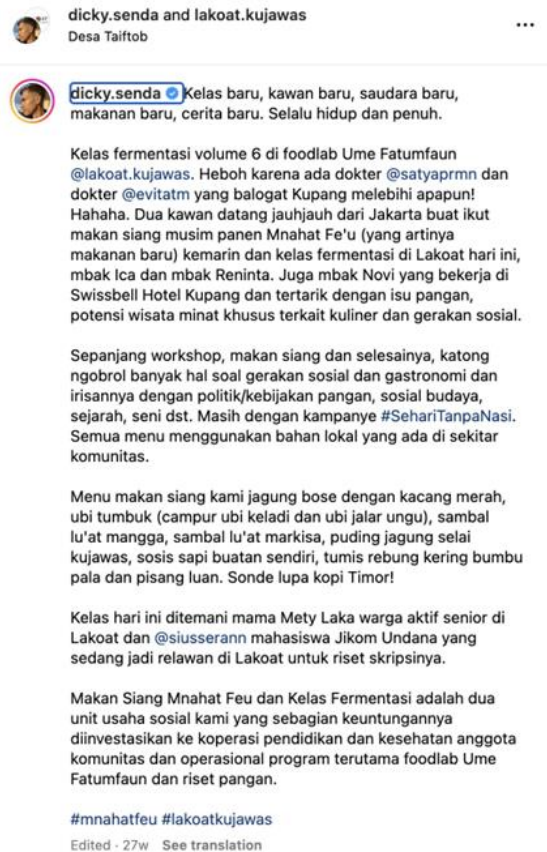 dicky.senda and lakoat.kujawas
Desa Taiftob
dicky.senda Kelas baru, kawan baru, saudara baru,
makanan baru, cerita baru. Selalu hidup dan penuh.
Kelas fermentasi volume 6 di foodlab Ume Fatumfaun
@lakoat.kujawas. Heboh karena ada dokter @satyaprmn dan
dokter @evitatm yang balogat Kupang melebihi apapun!
Hahaha. Dua kawan datang jauhjauh dari Jakarta buat ikut
makan siang musim panen Mnahat Fe'u (yang artinya
makanan baru) kemarin dan kelas fermentasi di Lakoat hari ini,
mbak Ica dan mbak Reninta. Juga mbak Novi yang bekerja di
Swissbell Hotel Kupang dan tertarik dengan isu pangan,
potensi wisata minat khusus terkait kuliner dan gerakan sosial.
Sepanjang workshop, makan siang dan selesainya, katong
ngobrol banyak hal soal gerakan sosial dan gastronomi dan
irisannya dengan politik/kebijakan pangan, sosial budaya,
sejarah, seni dst. Masih dengan kampanye #SehariTanpaNasi.
Semua menu menggunakan bahan lokal yang ada di sekitar
komunitas.
Menu makan siang kami jagung bose dengan kacang merah,
ubi tumbuk (campur ubi keladi dan ubi jalar ungu), sambal
lu'at mangga, sambal lu'at markisa, puding jagung selai
kujawas, sosis sapi buatan sendiri, tumis rebung kering bumbu
pala dan pisang luan. Sonde lupa kopi Timor!
Kelas hari ini ditemani mama Mety Laka warga aktif senior di
Lakoat dan @siusserann mahasiswa Jikom Undana yang
sedang jadi relawan di Lakoat untuk riset skripsinya.
Makan Siang Mnahat Feu dan Kelas Fermentasi adalah dua
unit usaha sosial kami yang sebagian keuntungannya
diinvestasikan ke koperasi pendidikan dan kesehatan anggota
komunitas dan operasional program terutama foodlab Ume
Fatumfaun dan riset pangan.
#mnahatfeu #lakoatkujawas
Edited · 27w See translation